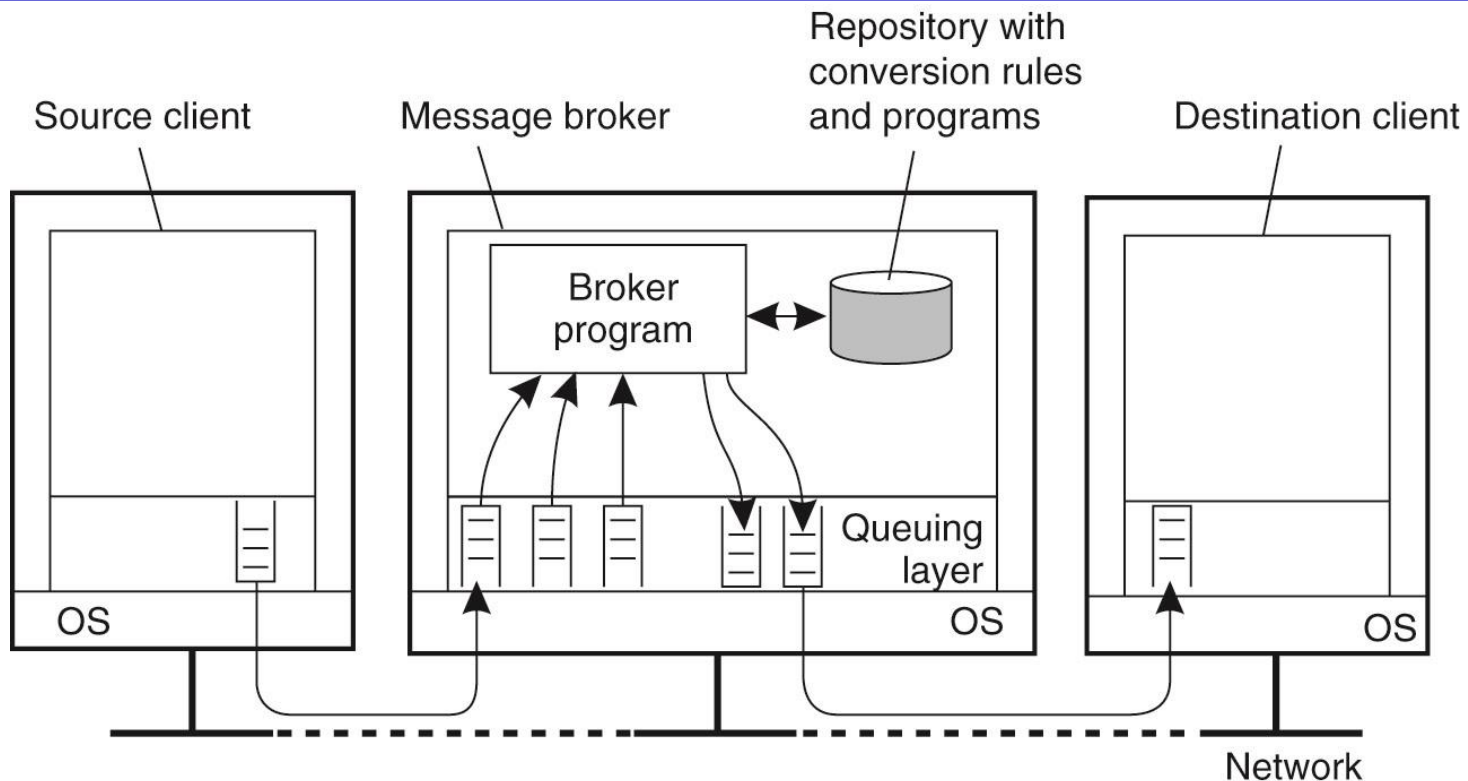 Repository with
conversion rules
and programs
Source client
Message broker
Destination client
Broker
program
Queuing
layer
OS
OS
OS
Network